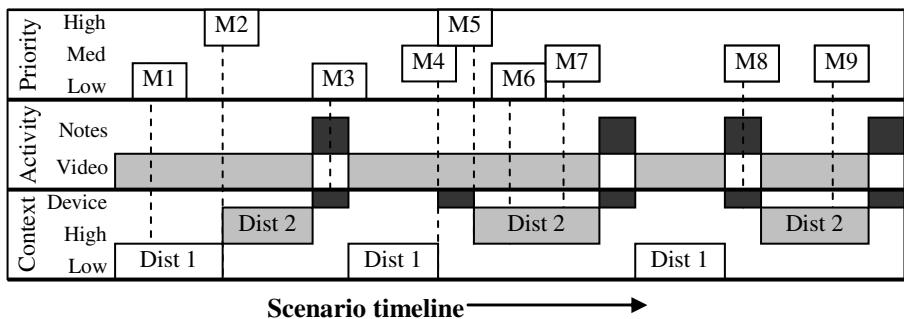 Priority
High M2 M5
Med M4 M7 M8 M9
Low M1 M3 M6
Activity
Notes
Video
Context
Device
High Dist 2 Dist 2 Dist 2
Low Dist 1 Dist 1 Dist 1
Scenario timeline